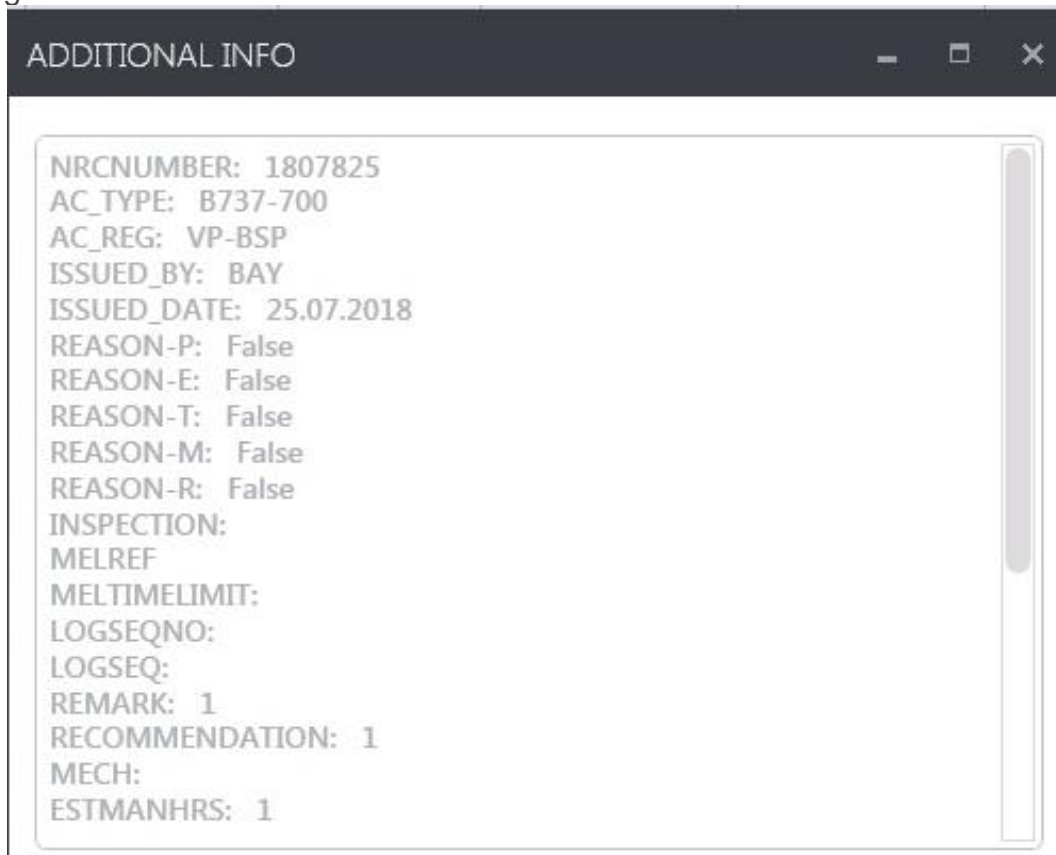 ADDITIONAL INFO
NRCNUMBER: 1807825
AC_TYPE: B737-700
AC_REG: VP-BSP
ISSUED_BY: BAY
ISSUED_DATE: 25.07.2018
REASON-P: False
REASON-E: False
REASON-T: False
REASON-M: False
REASON-R: False
INSPECTION:
MELREF
MELTIMELIMIT:
LOGSEQNO:
LOGSEQ:
REMARK: 1
RECOMMENDATION: 1
MECH:
ESTMANHRS: 1